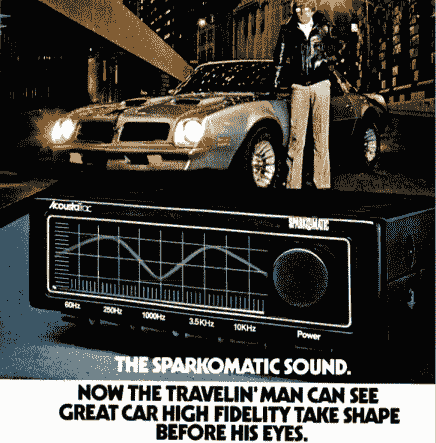 AcoustaTrac
SPARKOMATIC
60Hz 250Hz 1000Hz 3.5KHz 10KHz Power
THE SPARKOMATIC SOUND.
NOW THE TRAVELIN' MAN CAN SEE
GREAT CAR HIGH FIDELITY TAKE SHAPE
BEFORE HIS EYES.